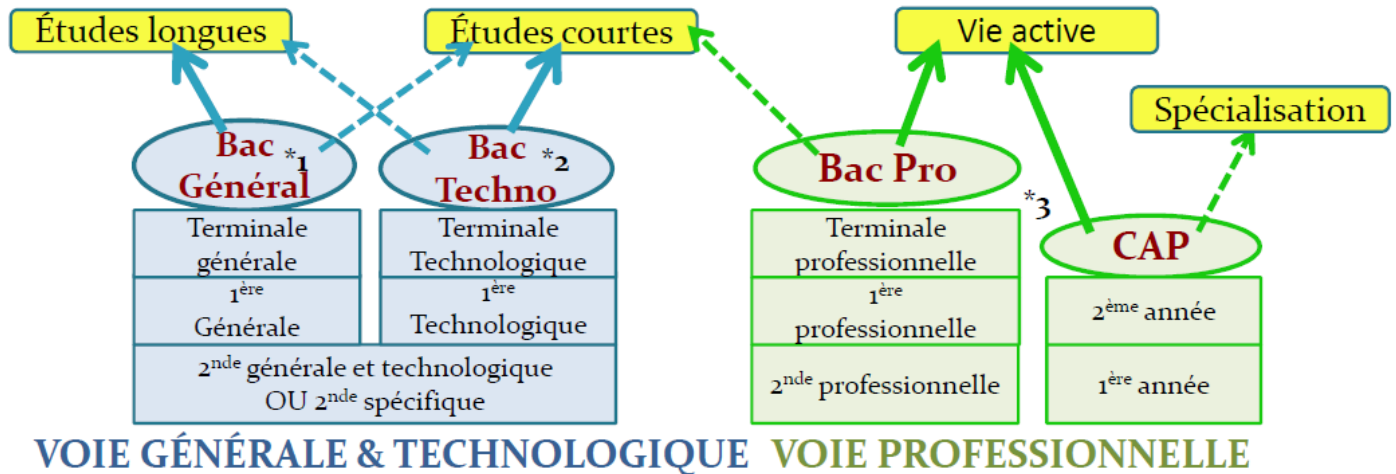 Études longues
Études courtes
Vie active
Spécialisation
Bac
Général
*1
Bac
Techno
*2
Bac Pro
*3
CAP
Terminale
générale
Terminale
Technologique
Terminale
professionnelle
1ère
Générale
1ère
Technologique
1ère
professionnelle
2ème année
2nde générale et technologique
OU 2nde spécifique
2nde professionnelle
1ère année
VOIE GÉNÉRALE & TECHNOLOGIQUE
VOIE PROFESSIONNELLE